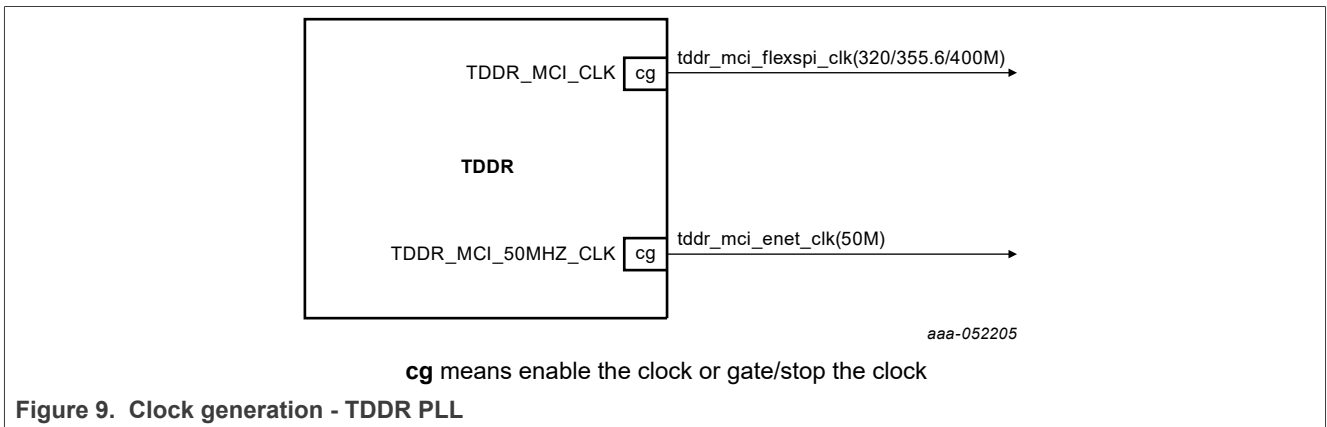 TDDR_MCI_CLK cg tddr_mci_flexspi_clk(320/355.6/400M)
TDDR
TDDR_MCI_50MHZ_CLK cg tddr_mci_enet_clk(50M)
aaa-052205
cg means enable the clock or gate/stop the clock
Figure 9. Clock generation - TDDR PLL